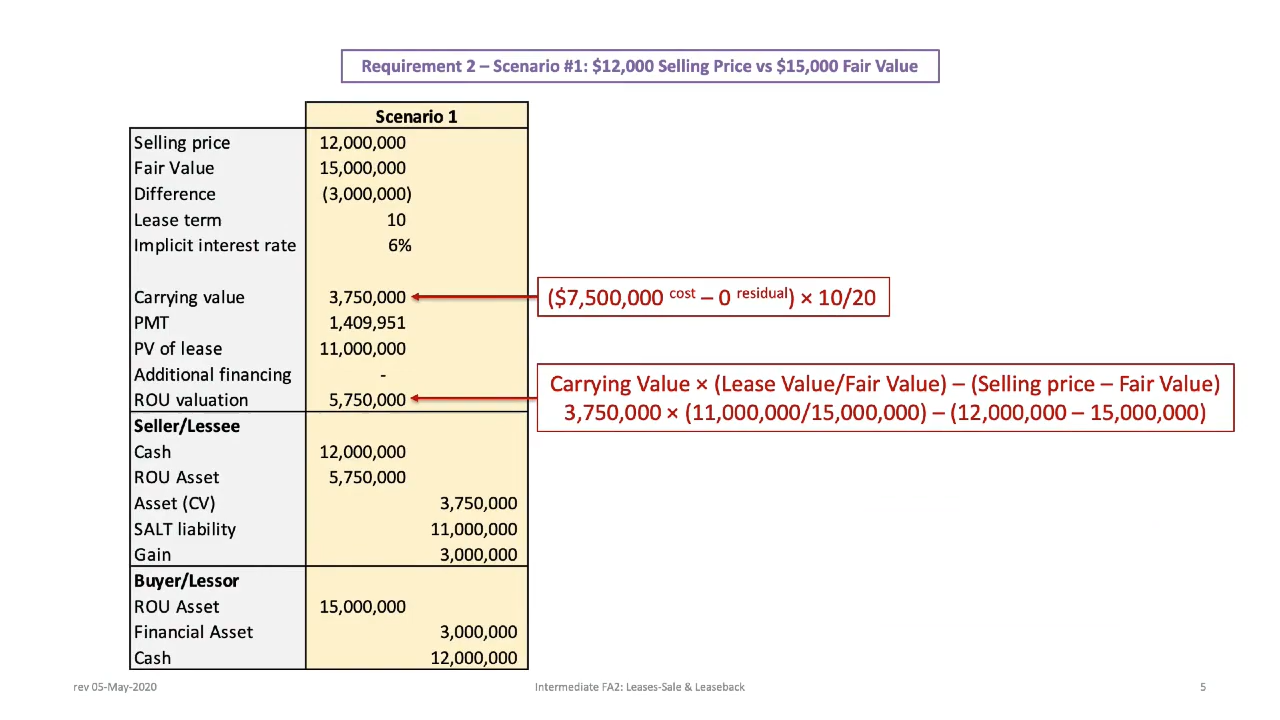 Requirement 2 – Scenario #1: $12,000 Selling Price vs $15,000 Fair Value
Scenario 1
Selling price 12,000,000
Fair Value 15,000,000
Difference (3,000,000)
Lease term 10
Implicit interest rate 6%
Carrying value 3,750,000 ($7,500,000 cost – 0 residual) × 10/20
PMT 1,409,951
PV of lease 11,000,000
Additional financing -
ROU valuation 5,750,000
Carrying Value × (Lease Value/Fair Value) – (Selling price – Fair Value)
3,750,000 × (11,000,000/15,000,000) – (12,000,000 – 15,000,000)
Seller/Lessee
Cash 12,000,000
ROU Asset 5,750,000
Asset (CV) 3,750,000
SALT liability 11,000,000
Gain 3,000,000
Buyer/Lessor
ROU Asset 15,000,000
Financial Asset 3,000,000
Cash 12,000,000
rev 05-May-2020 Intermediate FA2: Leases-Sale & Leaseback 5